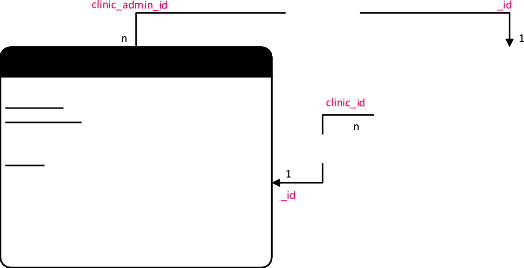 clinic_admin_id
_id
n
1
clinic_id
n
1
_id